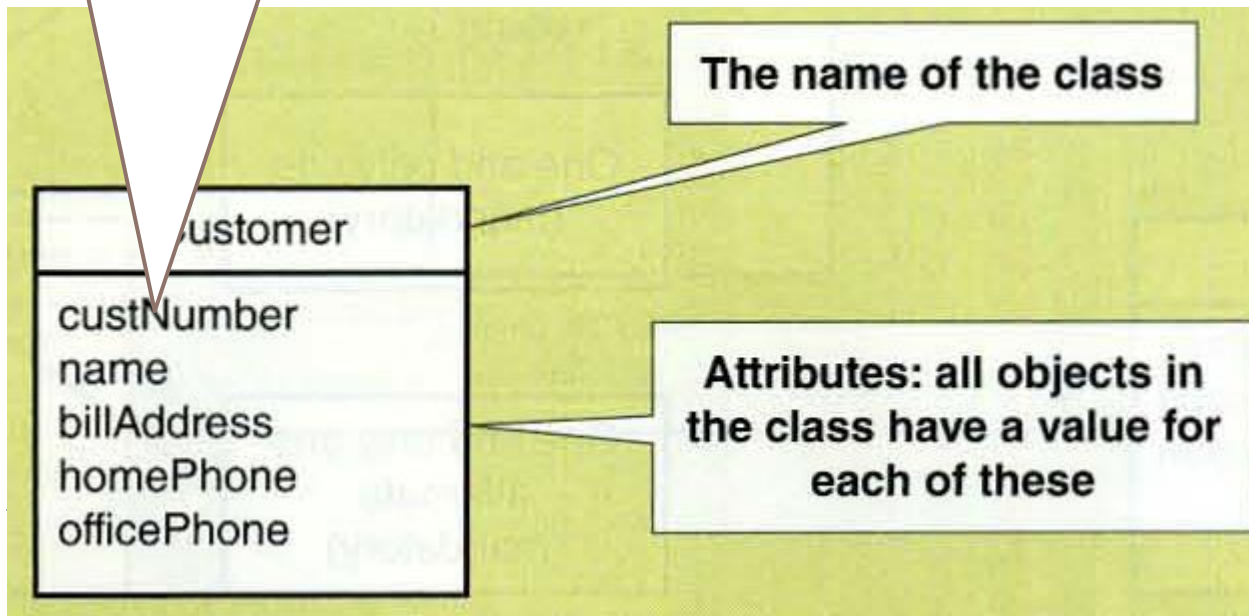 The name of the class
ustomer
custNumber
name
billAddress
homePhone
officePhone
Attributes: all objects in
the class have a value for
each of these